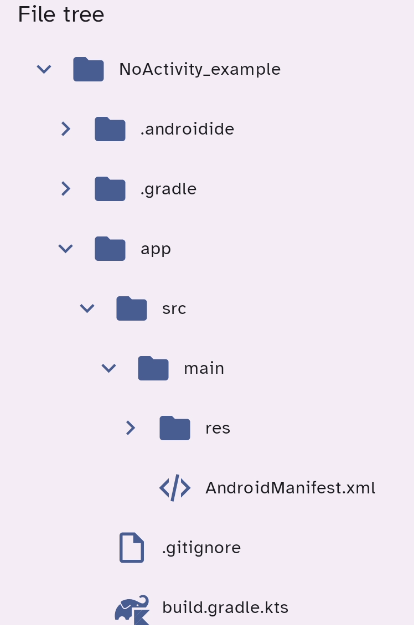 File tree
NoActivity_example
.androidide
.gradle
app
src
main
res
AndroidManifest.xml
.gitignore
build.gradle.kts